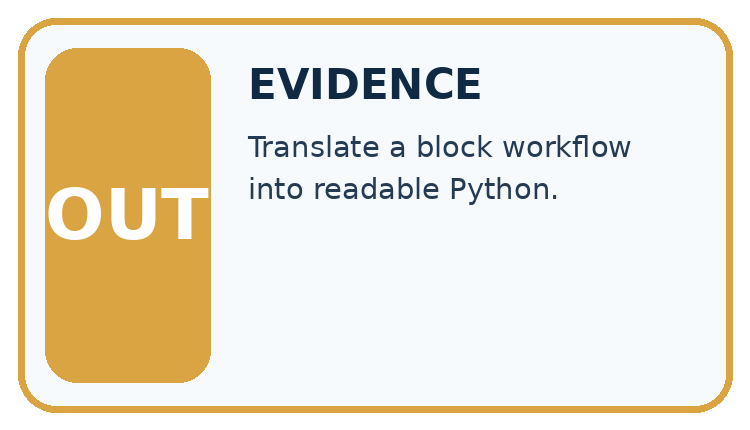 OUT
EVIDENCE
Translate a block workflow
into readable Python.